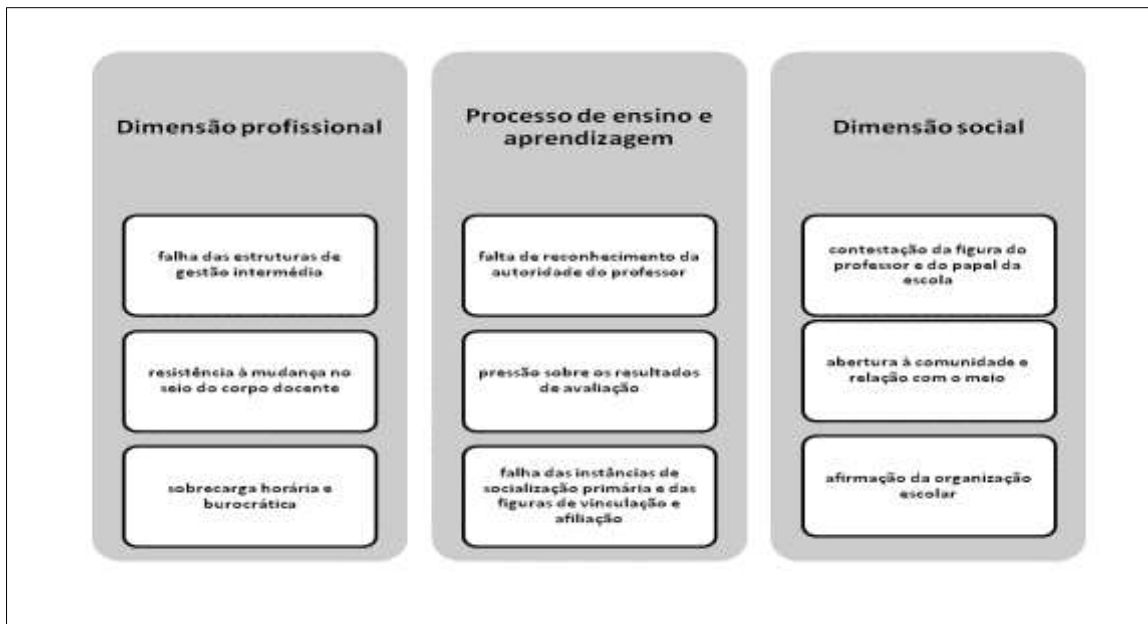 Dimensão profissional
falha das estruturas de
gestão intermédia
resistência à mudança no
seio do corpo docente
sobrecarga horária e
burocrática
Processo de ensino e
aprendizagem
falta de reconhecimento da
autoridade do professor
pressão sobre os resultados
de avaliação
falha das instâncias de
socialização primária e das
figuras de vinculação e
afiliação
Dimensão social
contestação da figura do
professor e do papel da
escola
abertura à comunidade e
relação com o meio
afirmação da organização
escolar